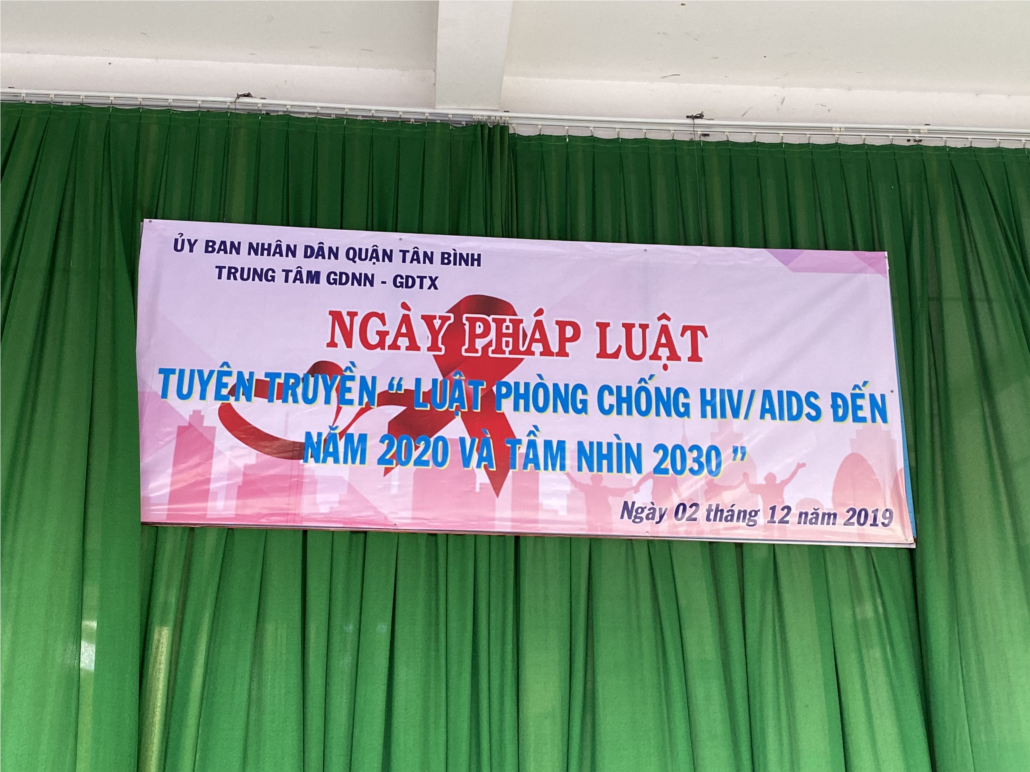 ỦY BAN NHÂN DÂN QUẬN TÂN BÌNH
TRUNG TÂM GDNN - GDTX
NGÀY PHÁP LUẬT
TUYÊN TRUYỀN “ LUẬT PHÒNG CHỐNG HIV/AIDS ĐẾN
NĂM 2020 VÀ TẦM NHÌN 2030 ”
Ngày 02 tháng 12 năm 2019